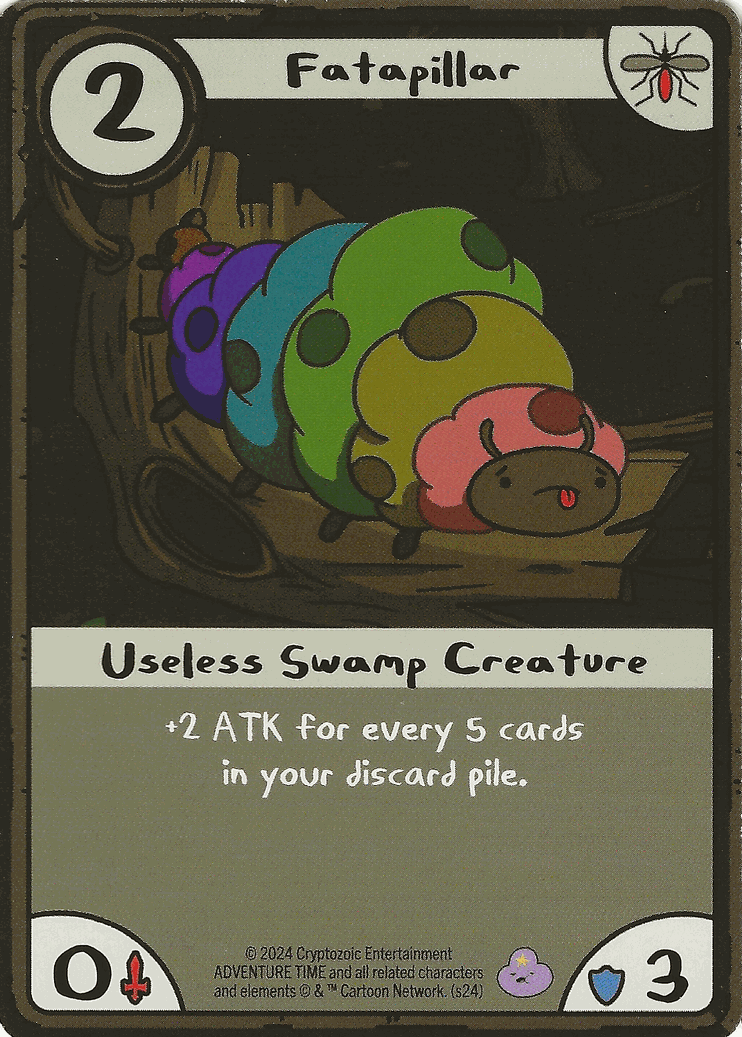 2
Fatapillar
Useless Swamp Creature
+2 ATK for every 5 cards
in your discard pile.
0
© 2024 Cryptozoic Entertainment
ADVENTURE TIME and all related characters
and elements © & ™ Cartoon Network. (s24)
3